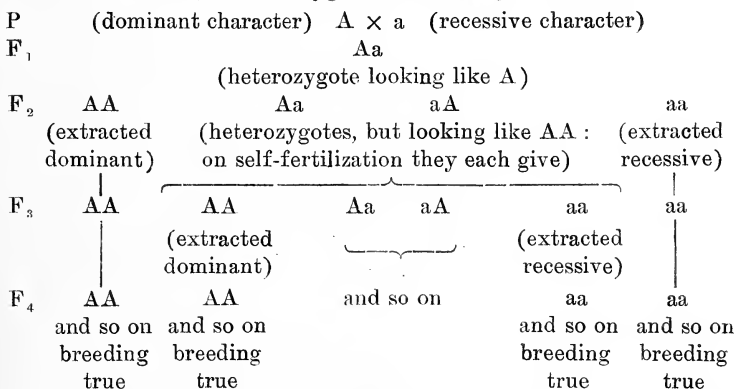 P (dominant character) A × a (recessive character)
F₁ Aa
(heterozygote looking like A)
F₂ AA Aa aA aa
(extracted (heterozygotes, but looking like AA : (extracted
dominant) on self-fertilization they each give) recessive)
F₃ AA AA Aa aA aa aa
(extracted (extracted
dominant) recessive)
F₄ AA AA and so on aa aa
and so on and so on and so on and so on
breeding breeding breeding breeding
true true true true